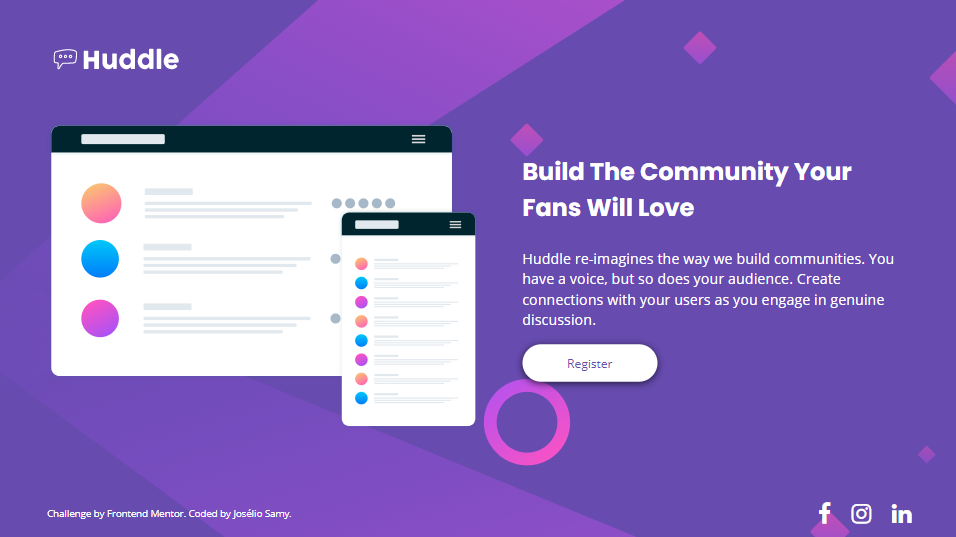 Huddle
Build The Community Your
Fans Will Love
Huddle re-imagines the way we build communities. You
have a voice, but so does your audience. Create
connections with your users as you engage in genuine
discussion.
Register
Challenge by Frontend Mentor. Coded by Josélio Samy.